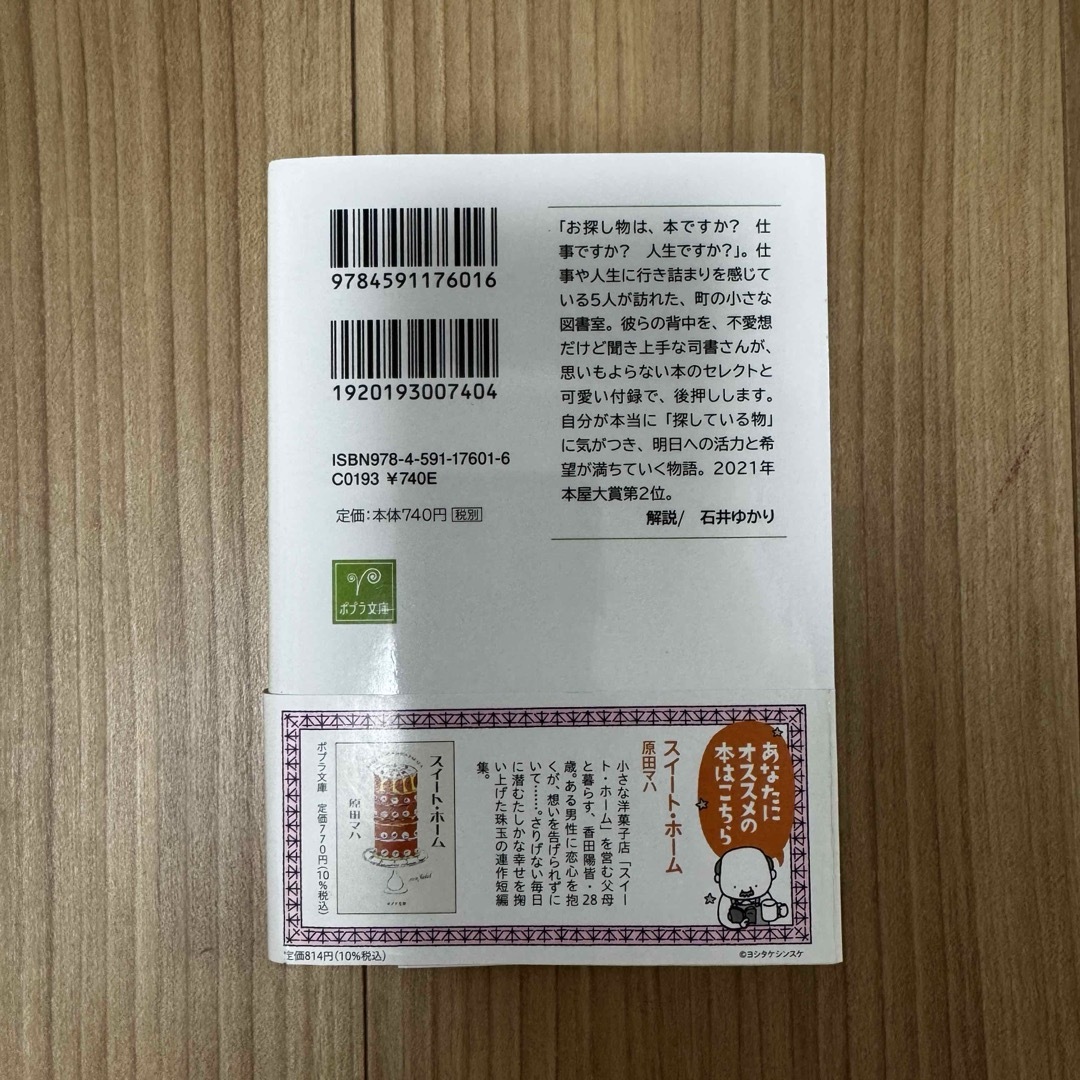 9784591176016
1920193007404
ISBN978-4-591-17601-6
C0193 ¥740E
定価:本体740円 税別
ポプラ文庫
「お探し物は、本ですか? 仕
事ですか? 人生ですか?」。仕
事や人生に行き詰まりを感じて
いる5人が訪れた、町の小さな
図書室。彼らの背中を、不愛想
だけど聞き上手な司書さんが、
思いもよらない本のセレクトと
可愛い付録で、後押しします。
自分が本当に「探している物」
に気がつき、明日への活力と希
望が満ちていく物語。2021年
本屋大賞第2位。
解説/ 石井ゆかり
あなたに
オススメの
本はこちら
スイート・ホーム
原田マハ
小さな洋菓子店「スイー
ト・ホーム」を営む父母
と暮らす、香田陽皆・28
歳。ある男性に恋心を抱
くが、想いを告げられずに
いて……。さりげない毎日
に潜むたしかな幸せを掬
い上げた珠玉の連作短編
集。
スイート・ホーム
原田マハ
ポプラ文庫
ポプラ文庫 定価770円(10%税込)
定価814円(10%税込)
©ヨシタケシンスケ